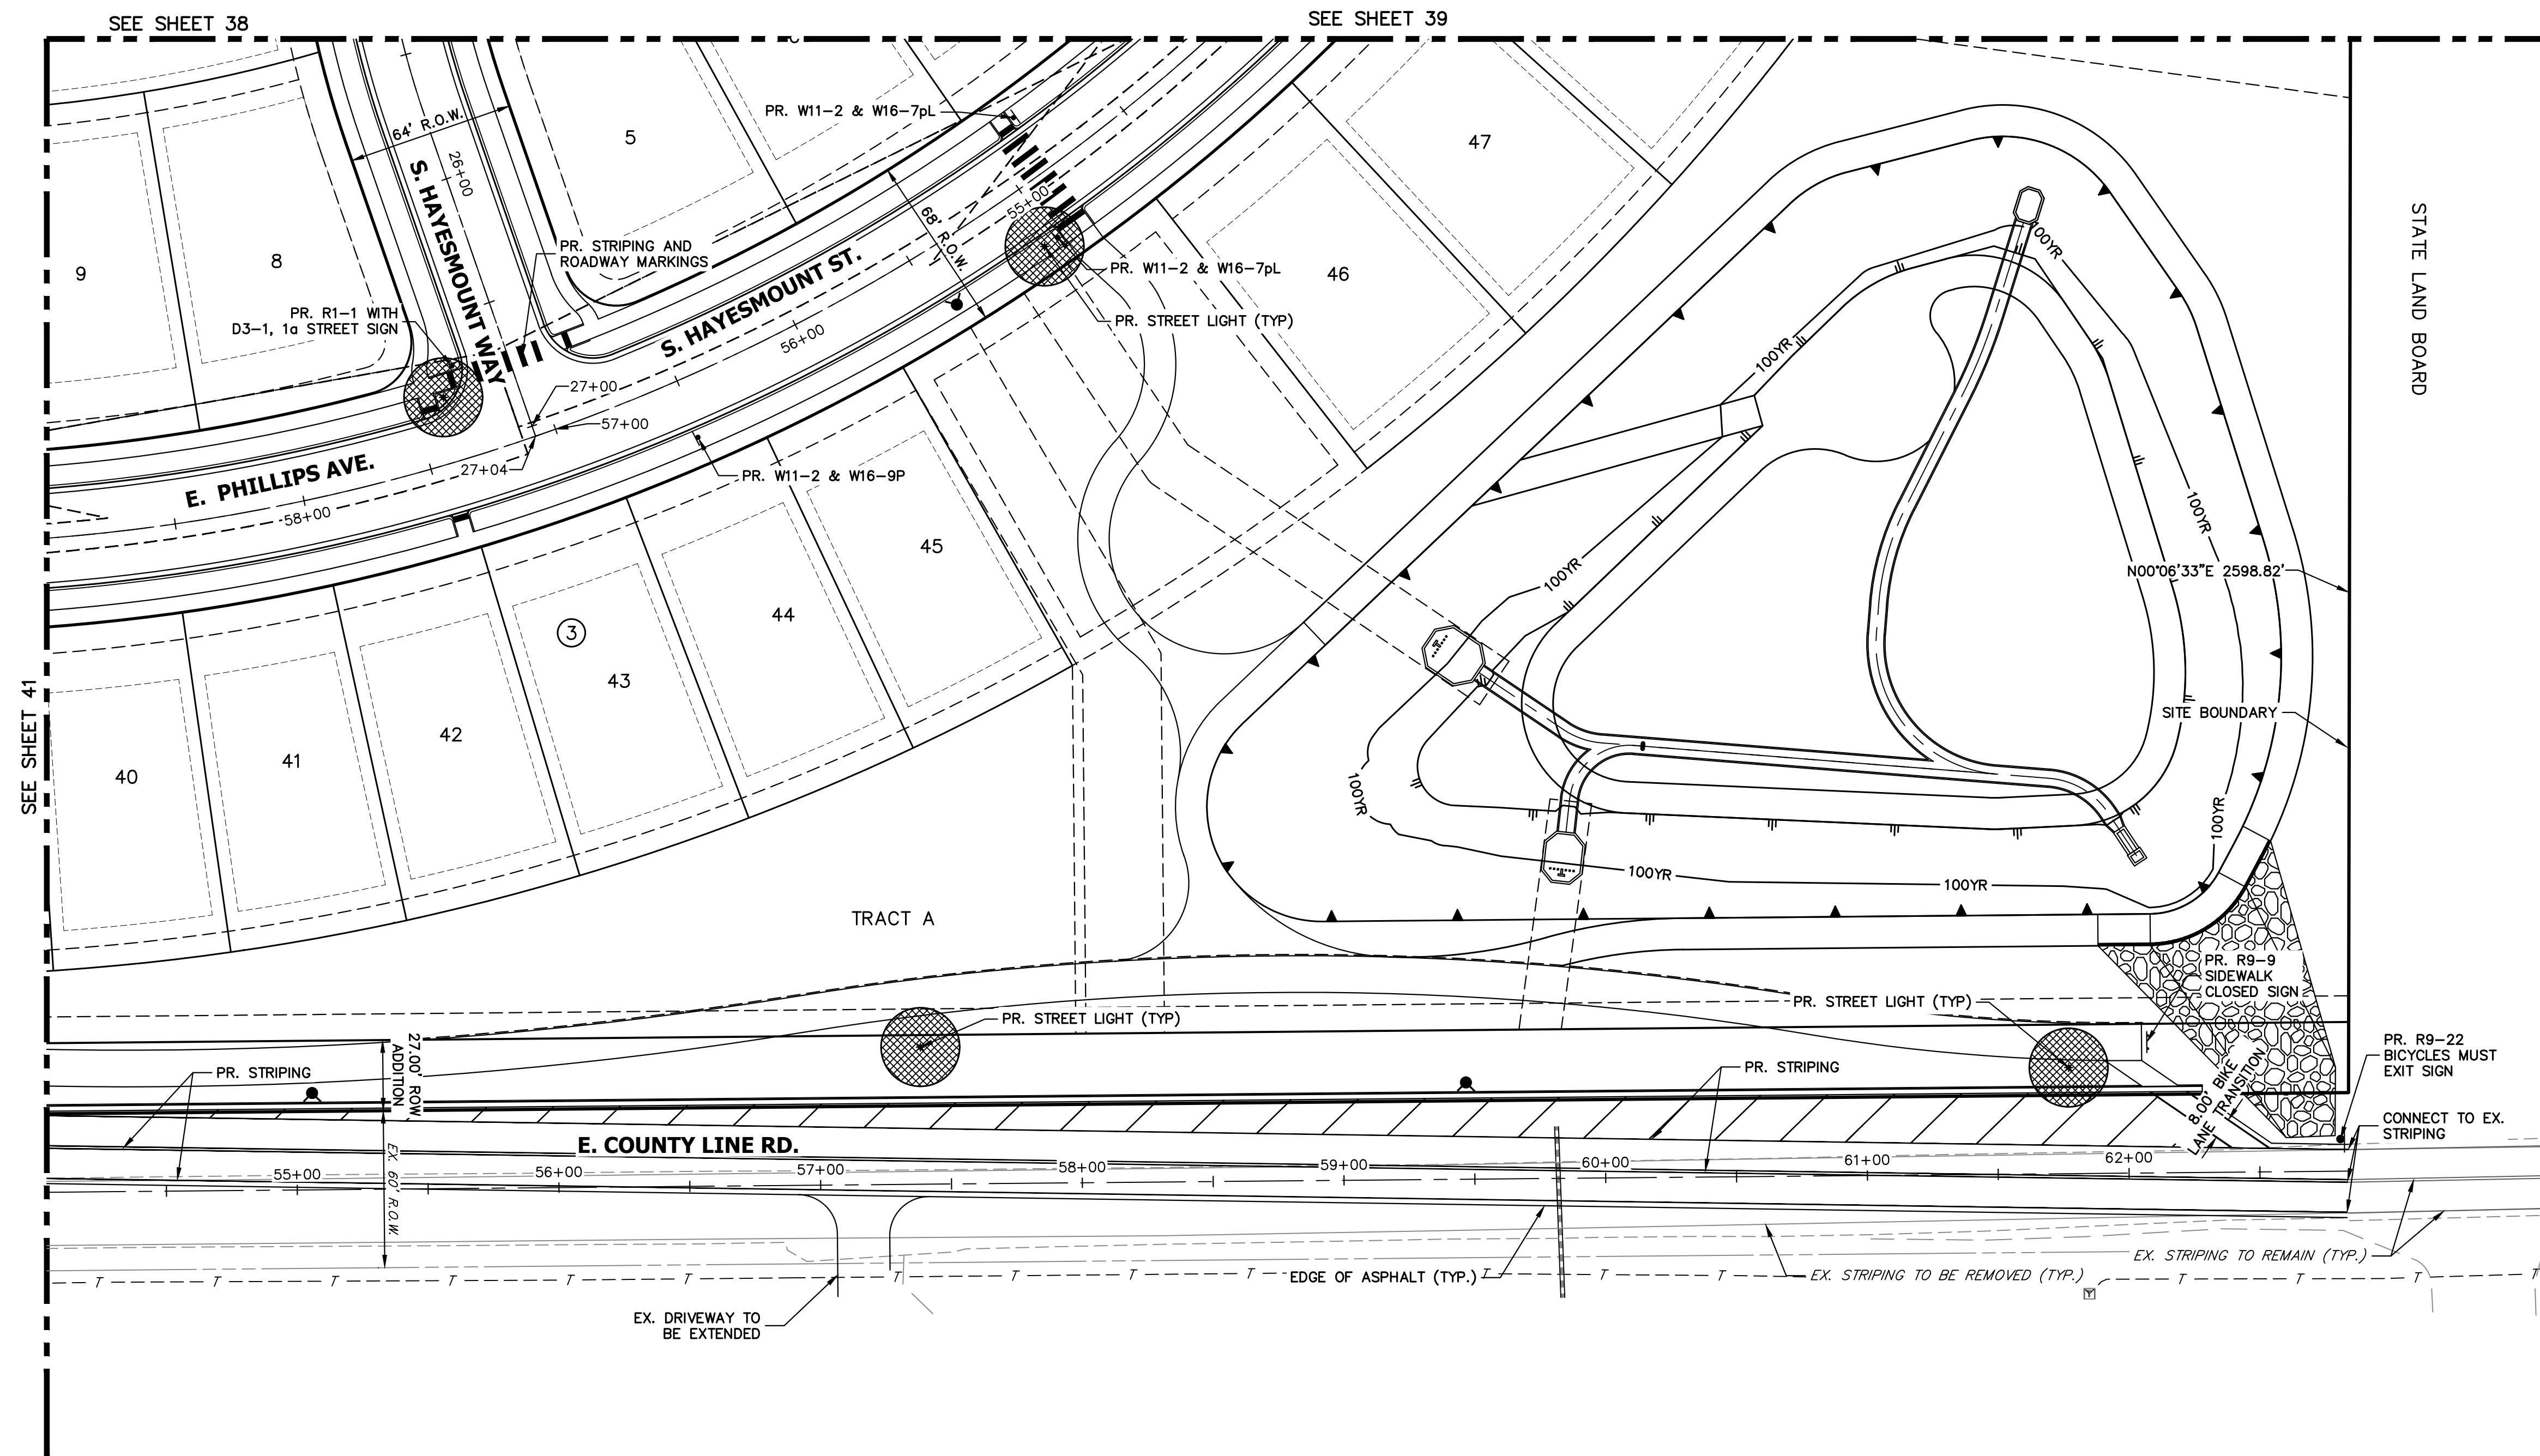 SEE SHEET 38
SEE SHEET 39
SEE SHEET 41
64' R.O.W.
26+00
S. HAYESMOUNT WAY
5
PR. W11-2 & W16-7pL
55+00
68' R.O.W.
47
46
9
8
PR. STRIPING AND
ROADWAY MARKINGS
PR. R1-1 WITH
D3-1, 1a STREET SIGN
S. HAYESMOUNT ST.
56+00
PR. W11-2 & W16-7pL
PR. STREET LIGHT (TYP)
27+00
57+00
27+04
E. PHILLIPS AVE.
58+00
PR. W11-2 & W16-9P
45
44
3
43
42
41
40
100YR
100YR
100YR
100YR
100YR
100YR
100YR
100YR
STATE LAND BOARD
N00°06'33"E 2598.82'
SITE BOUNDARY
TRACT A
PR. R9-9
SIDEWALK
CLOSED SIGN
PR. STREET LIGHT (TYP)
PR. STREET LIGHT (TYP)
27.00' ROW
ADDITION
PR. STRIPING
PR. STRIPING
8.00' BIKE
LANE TRANSITION
PR. R9-22
BICYCLES MUST
EXIT SIGN
CONNECT TO EX.
STRIPING
E. COUNTY LINE RD.
EX. 60' R.O.W.
55+00
56+00
57+00
58+00
59+00
60+00
61+00
62+00
EX. STRIPING TO REMAIN (TYP.)
EX. STRIPING TO BE REMOVED (TYP.)
EDGE OF ASPHALT (TYP.)
T T T T T T T T T T T T T T T T T T T T
EX. DRIVEWAY TO
BE EXTENDED